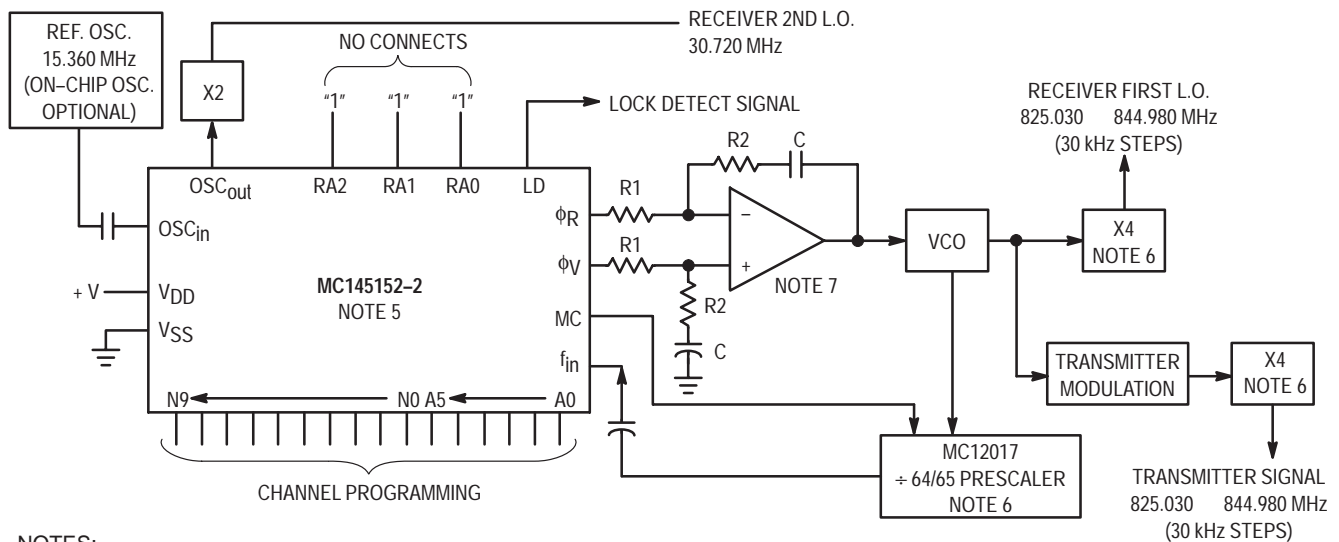 REF. OSC.
15.360 MHz
(ON–CHIP OSC.
OPTIONAL)
X2
RECEIVER 2ND L.O.
30.720 MHz
NO CONNECTS
“1” “1” “1”
LOCK DETECT SIGNAL
OSCout RA2 RA1 RA0 LD
OSCin
+ V
VDD
VSS
MC145152–2
NOTE 5
ϕR
ϕV
MC
fin
N9 N0 A5 A0
CHANNEL PROGRAMMING
R1
R1
R2 C
R2
C
−
+
NOTE 7
VCO
RECEIVER FIRST L.O.
825.030 844.980 MHz
(30 kHz STEPS)
X4
NOTE 6
TRANSMITTER
MODULATION
X4
NOTE 6
MC12017
÷ 64/65 PRESCALER
NOTE 6
TRANSMITTER SIGNAL
825.030 844.980 MHz
(30 kHz STEPS)
NOTES: